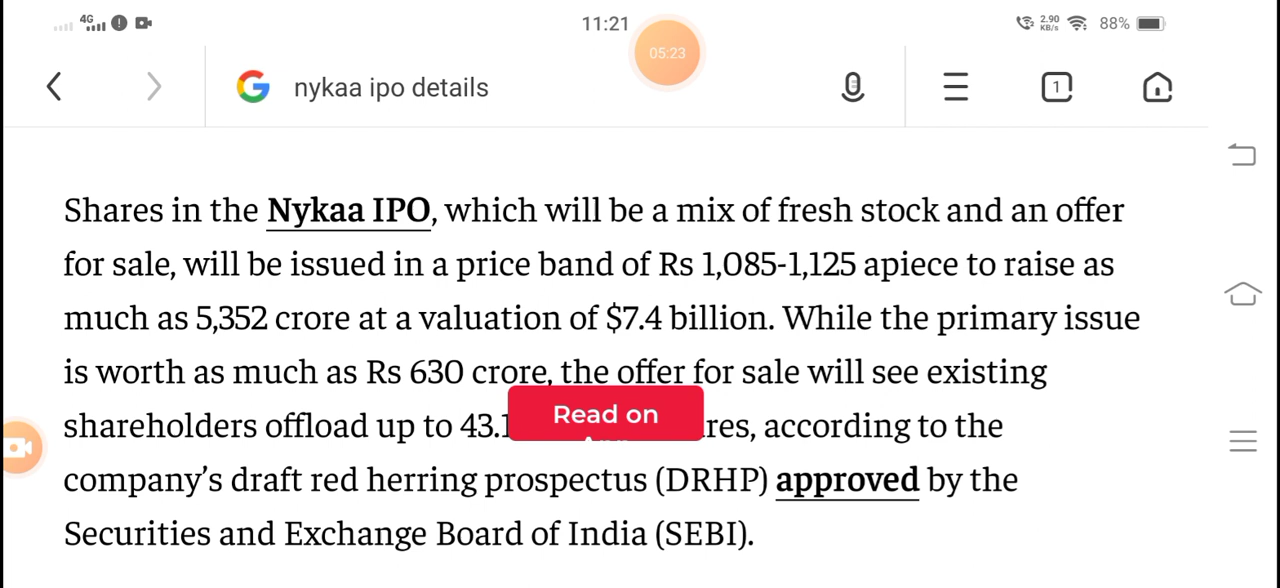 4G 11:21 05:23 2.90 KB/s 88%
nykaa ipo details 1
Shares in the Nykaa IPO, which will be a mix of fresh stock and an offer
for sale, will be issued in a price band of Rs 1,085-1,125 apiece to raise as
much as 5,352 crore at a valuation of $7.4 billion. While the primary issue
is worth as much as Rs 630 crore, the offer for sale will see existing
shareholders offload up to 43.1 Read on res, according to the
company’s draft red herring prospectus (DRHP) approved by the
Securities and Exchange Board of India (SEBI).